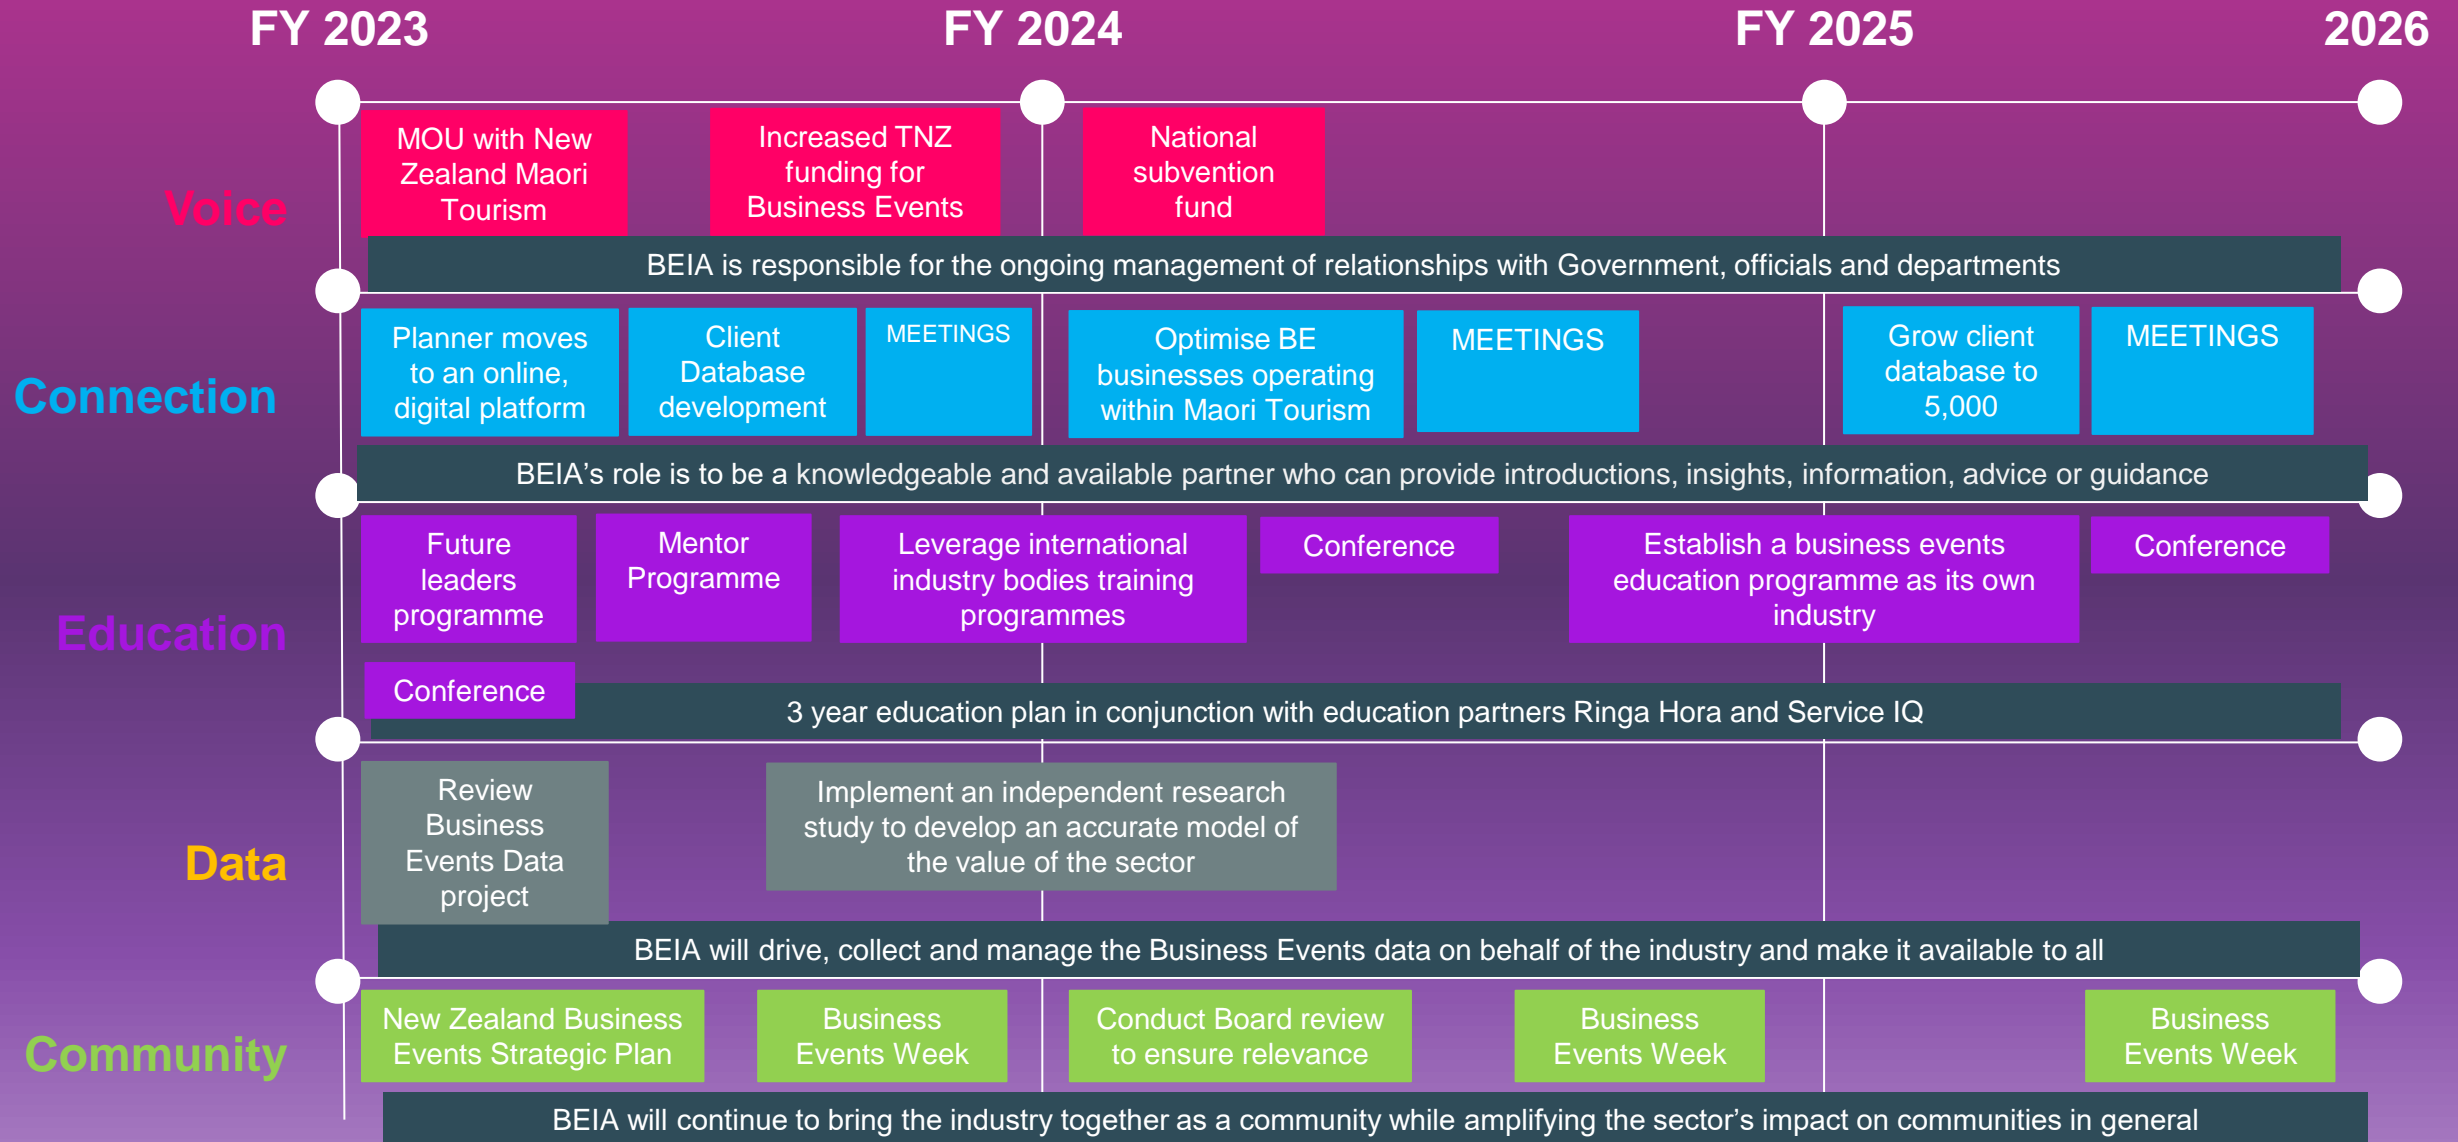 FY 2023
FY 2024
FY 2025
2026
Voice
MOU with New
Zealand Maori
Tourism
Increased TNZ
funding for
Business Events
National
subvention
fund
BEIA is responsible for the ongoing management of relationships with Government, officials and departments
Connection
Planner moves
to an online,
digital platform
Client
Database
development
MEETINGS
Optimise BE
businesses operating
within Maori Tourism
MEETINGS
Grow client
database to
5,000
MEETINGS
BEIA’s role is to be a knowledgeable and available partner who can provide introductions, insights, information, advice or guidance
Education
Future
leaders
programme
Mentor
Programme
Leverage international
industry bodies training
programmes
Conference
Establish a business events
education programme as its own
industry
Conference
Conference
3 year education plan in conjunction with education partners Ringa Hora and Service IQ
Data
Review
Business
Events Data
project
Implement an independent research
study to develop an accurate model of
the value of the sector
BEIA will drive, collect and manage the Business Events data on behalf of the industry and make it available to all
Community
New Zealand Business
Events Strategic Plan
Business
Events Week
Conduct Board review
to ensure relevance
Business
Events Week
Business
Events Week
BEIA will continue to bring the industry together as a community while amplifying the sector’s impact on communities in general